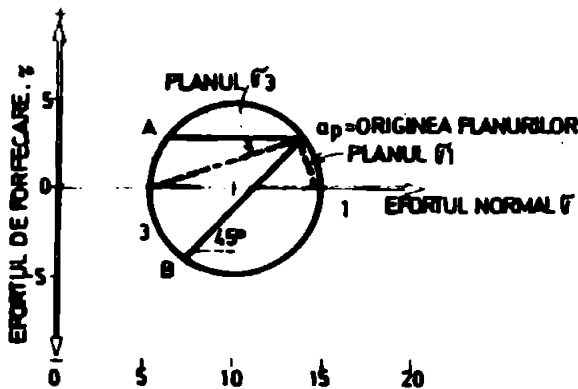 PLANUL σ3
5
A
ap=ORIGINEA PLANURILOR
PLANUL σ1
0
1
EFORTUL NORMAL σ
3
45°
B
5
EFORTUL DE FORFECARE. τ
0
5
10
15
20